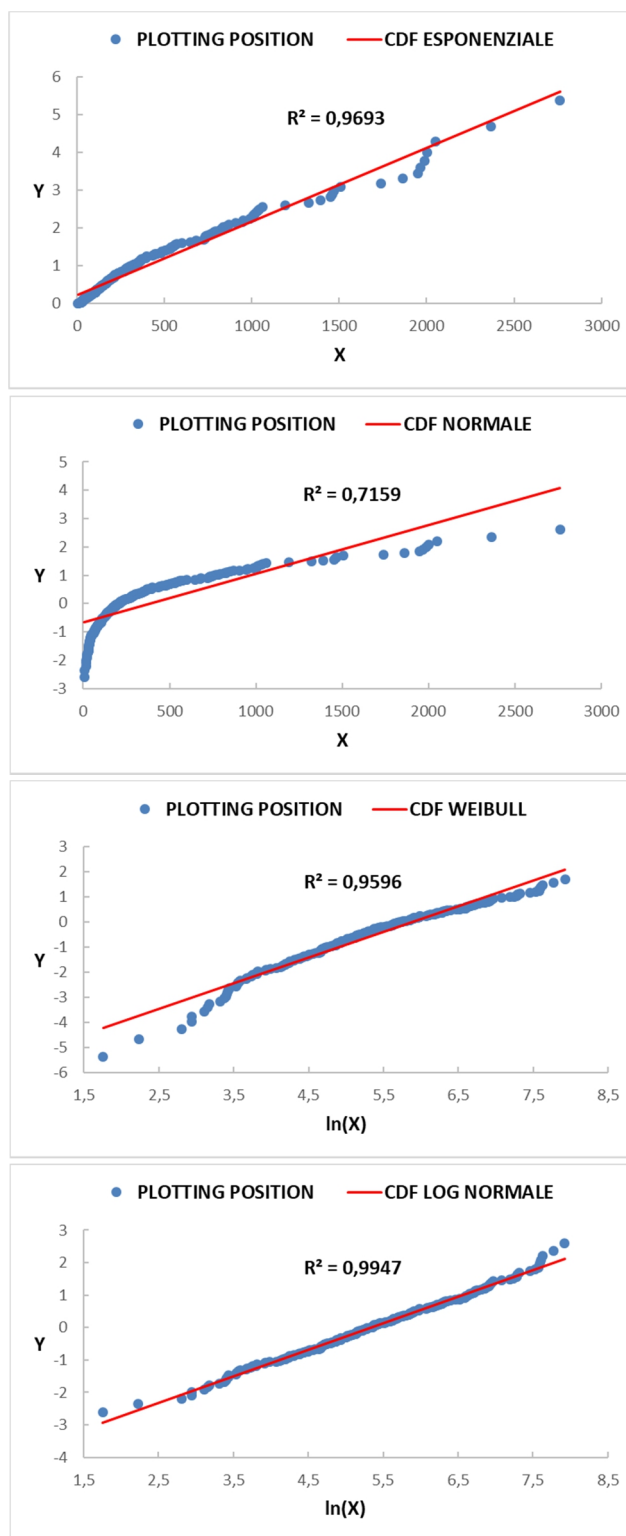 PLOTTING POSITION CDF ESPONENZIALE
6
5
R² = 0,9693
4
Y 3
2
1
0
0 500 1000 1500 2000 2500 3000
X
PLOTTING POSITION CDF NORMALE
5
4
R² = 0,7159
3
2
Y 1
0
-1
-2
-3
0 500 1000 1500 2000 2500 3000
X
PLOTTING POSITION CDF WEIBULL
3
2
R² = 0,9596
1
0
Y -1
-2
-3
-4
-5
-6
1,5 2,5 3,5 4,5 5,5 6,5 7,5 8,5
ln(X)
PLOTTING POSITION CDF LOG NORMALE
3
2
R² = 0,9947
1
Y 0
-1
-2
-3
-4
1,5 2,5 3,5 4,5 5,5 6,5 7,5 8,5
ln(X)